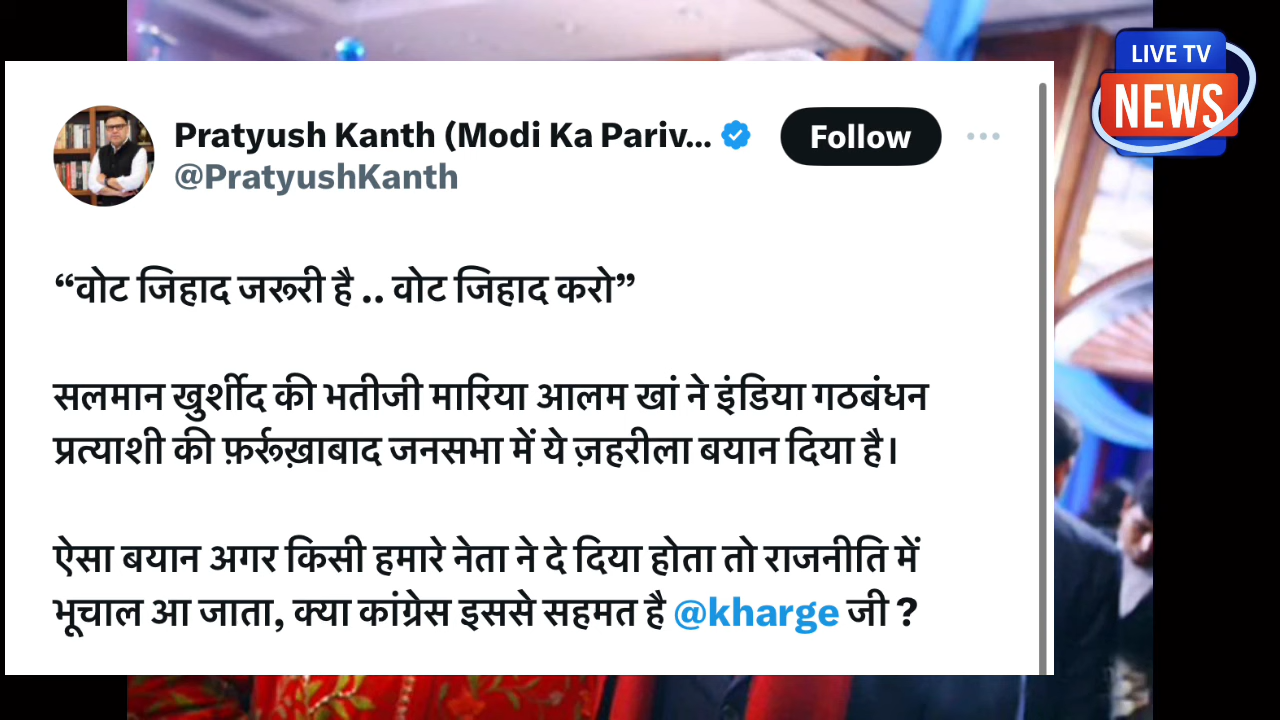 LIVE TV
NEWS
Pratyush Kanth (Modi Ka Pariv...
Follow
@PratyushKanth
“वोट जिहाद जरूरी है .. वोट जिहाद करो”
सलमान खुर्शीद की भतीजी मारिया आलम खां ने इंडिया गठबंधन
प्रत्याशी की फ़र्रूख़ाबाद जनसभा में ये ज़हरीला बयान दिया है।
ऐसा बयान अगर किसी हमारे नेता ने दे दिया होता तो राजनीति में
भूचाल आ जाता, क्या कांग्रेस इससे सहमत है @kharge जी ?